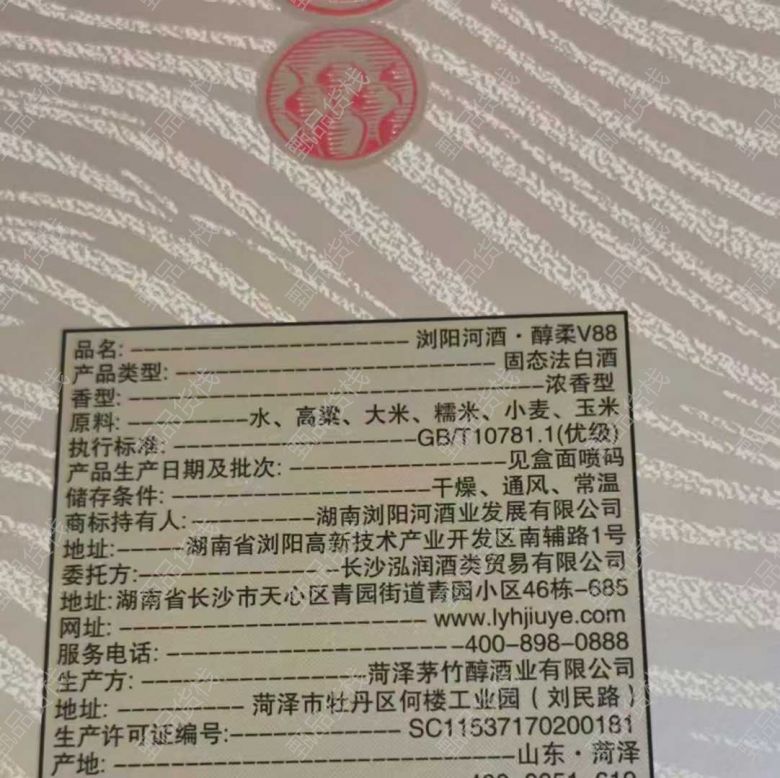 品名:浏阳河酒·醇柔V88
产品类型:固态法白酒
香型:浓香型
原料:水、高粱、大米、糯米、小麦、玉米
执行标准:GB/T10781.1(优级)
产品生产日期及批次:见盒面喷码
储存条件:干燥、通风、常温
商标持有人:湖南浏阳河酒业发展有限公司
地址:湖南省浏阳高新技术产业开发区南辅路1号
委托方:长沙泓润酒类贸易有限公司
地址:湖南省长沙市天心区青园街道青园小区46栋-685
网址:www.lyhjiuye.com
服务电话:400-898-0888
生产方:菏泽茅竹醇酒业有限公司
地址:菏泽市牡丹区何楼工业园(刘民路)
生产许可证编号:SC11537170200181
产地:山东·菏泽
甄品货栈